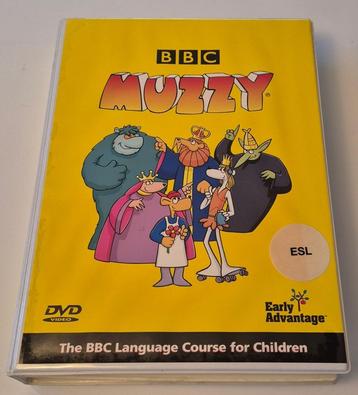 BBC
MUZZY®
ESL
DVD
VIDEO
Early
Advantage
The BBC Language Course for Children